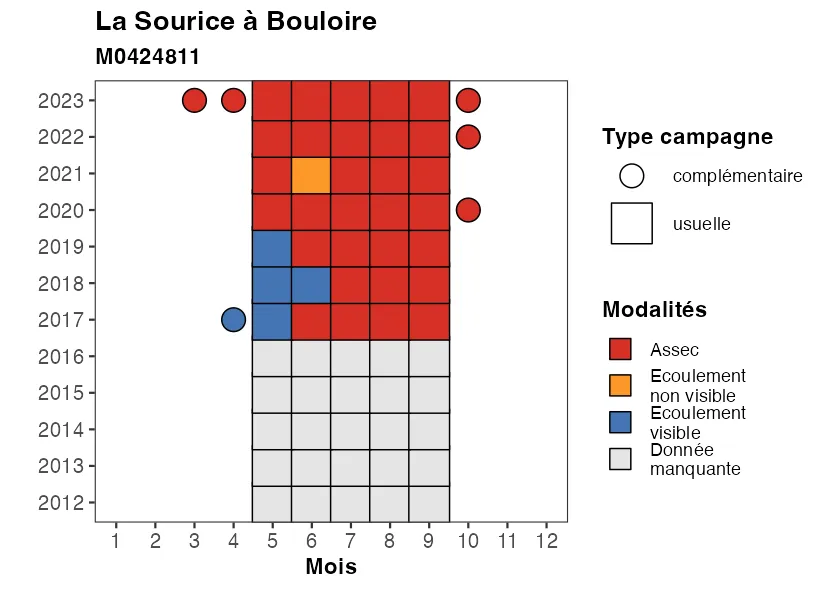 La Sourice à Bouloire
M0424811
2023
2022
2021
2020
2019
2018
2017
2016
2015
2014
2013
2012
1 2 3 4 5 6 7 8 9 10 11 12
Mois
Type campagne
complémentaire
usuelle
Modalités
Assec
Ecoulement
non visible
Ecoulement
visible
Donnée
manquante